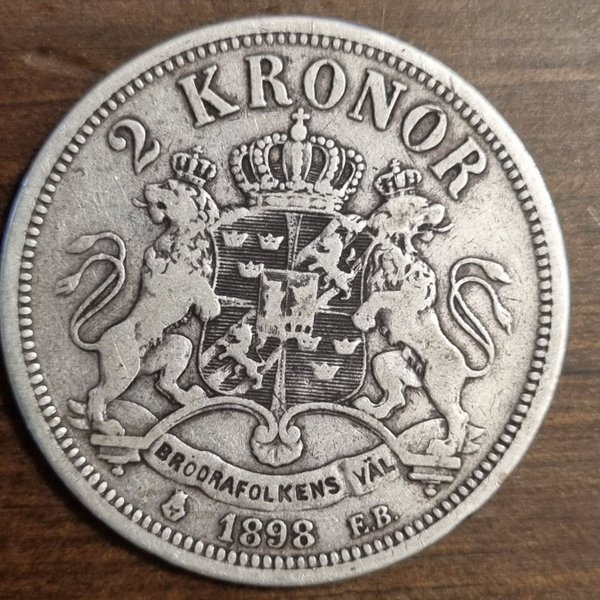 2 KRONOR
BRÖDRAFOLKENS VÄL
1898 E.B.